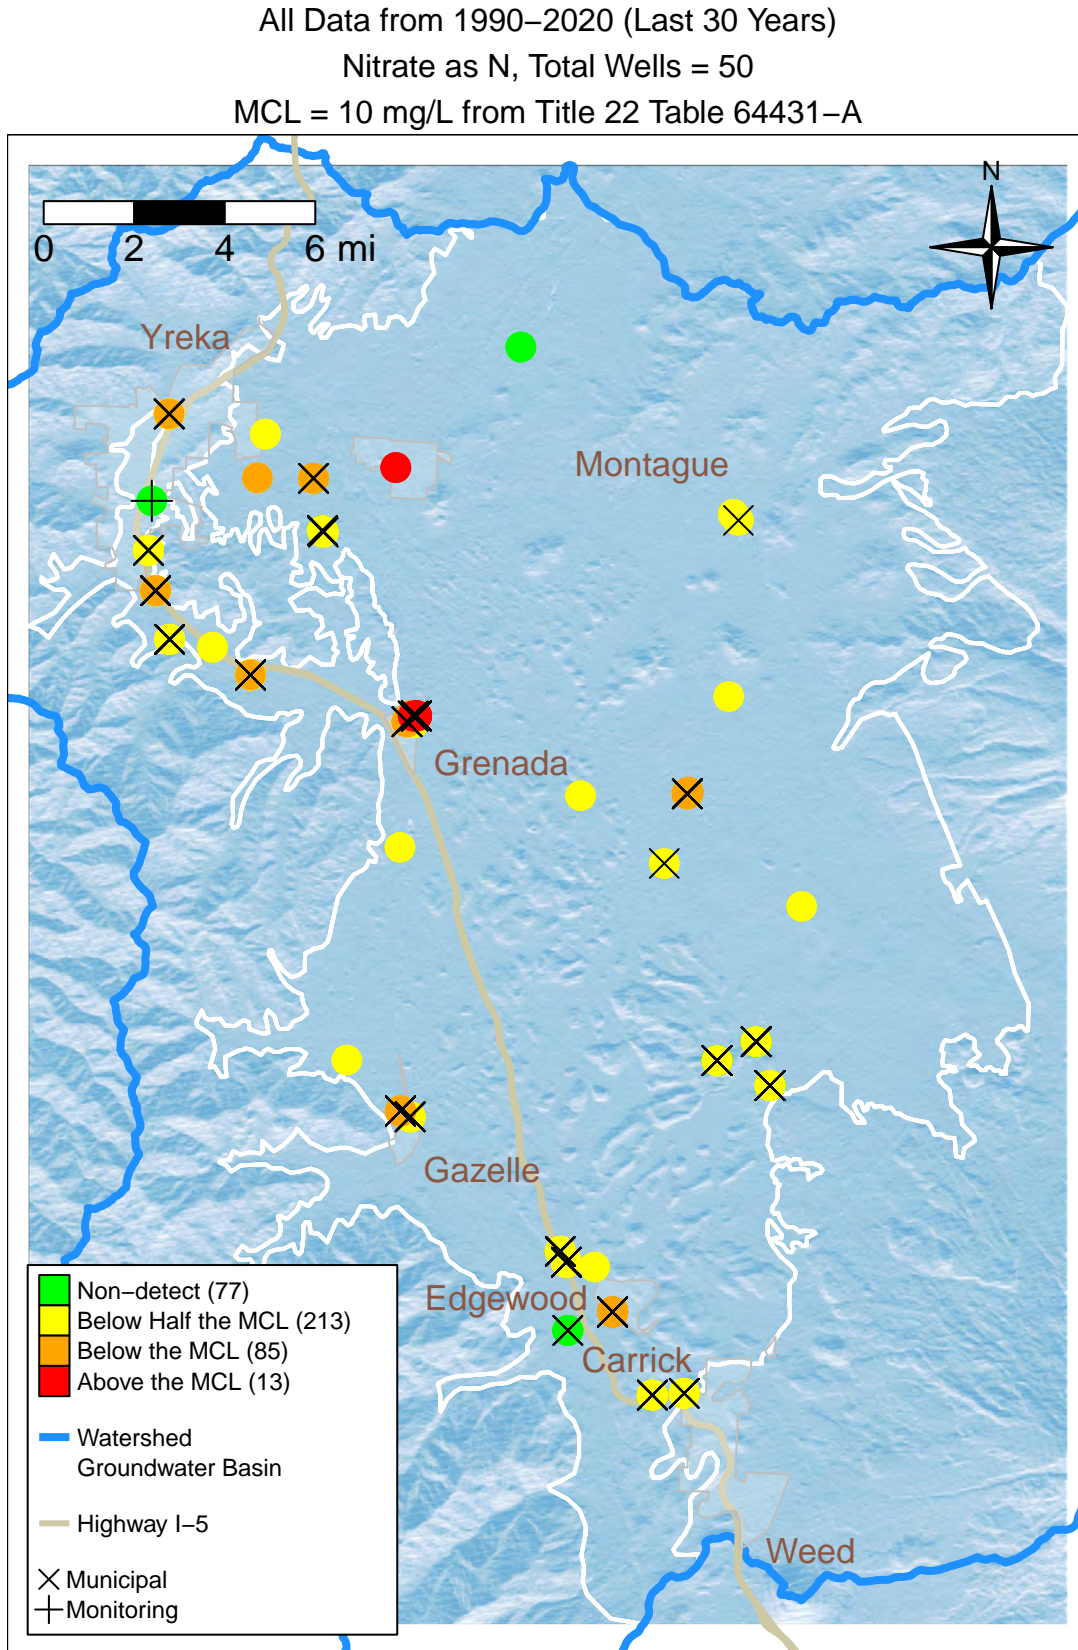 All Data from 1990−2020 (Last 30 Years)
Nitrate as N, Total Wells = 50
MCL = 10 mg/L from Title 22 Table 64431−A
N
0 2 4 6 mi
Yreka
Montague
Grenada
Gazelle
Edgewood
Carrick
Weed
Non−detect (77)
Below Half the MCL (213)
Below the MCL (85)
Above the MCL (13)
Watershed
Groundwater Basin
Highway I−5
Municipal
Monitoring